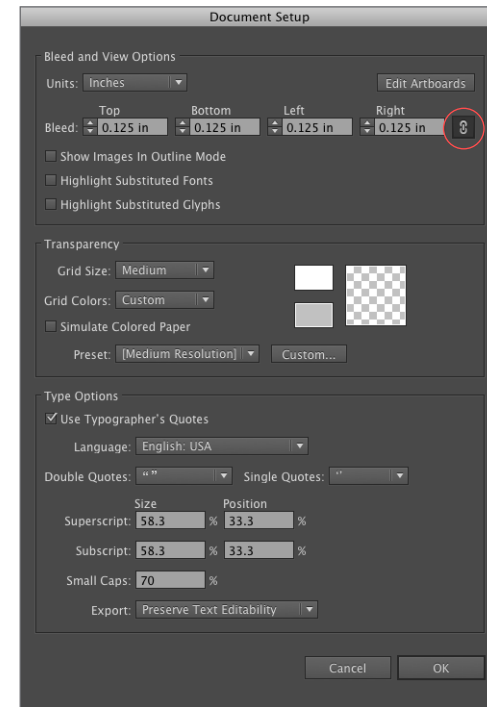 Document Setup
Bleed and View Options
Units: Inches
Edit Artboards
Top Bottom Left Right
Bleed: 0.125 in 0.125 in 0.125 in 0.125 in
Show Images In Outline Mode
Highlight Substituted Fonts
Highlight Substituted Glyphs
Transparency
Grid Size: Medium
Grid Colors: Custom
Simulate Colored Paper
Preset: [Medium Resolution] Custom...
Type Options
Use Typographer's Quotes
Language: English: USA
Double Quotes: “” Single Quotes: ‘’
Size Position
Superscript: 58.3 % 33.3 %
Subscript: 58.3 % 33.3 %
Small Caps: 70 %
Export: Preserve Text Editability
Cancel OK